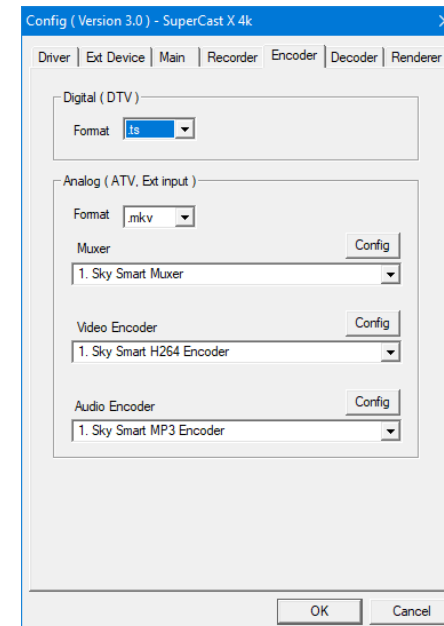 Config ( Version 3.0 ) - SuperCast X 4k
Driver Ext Device Main Recorder Encoder Decoder Renderer
Digital ( DTV )
Format .ts
Analog ( ATV, Ext input )
Format .mkv
Muxer Config
1. Sky Smart Muxer
Video Encoder Config
1. Sky Smart H264 Encoder
Audio Encoder Config
1. Sky Smart MP3 Encoder
OK Cancel